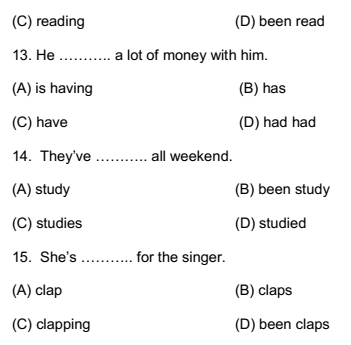 (C) reading (D) been read
13. He ……….. a lot of money with him.
(A) is having (B) has
(C) have (D) had had
14. They’ve ……….. all weekend.
(A) study (B) been study
(C) studies (D) studied
15. She’s ……….. for the singer.
(A) clap (B) claps
(C) clapping (D) been claps